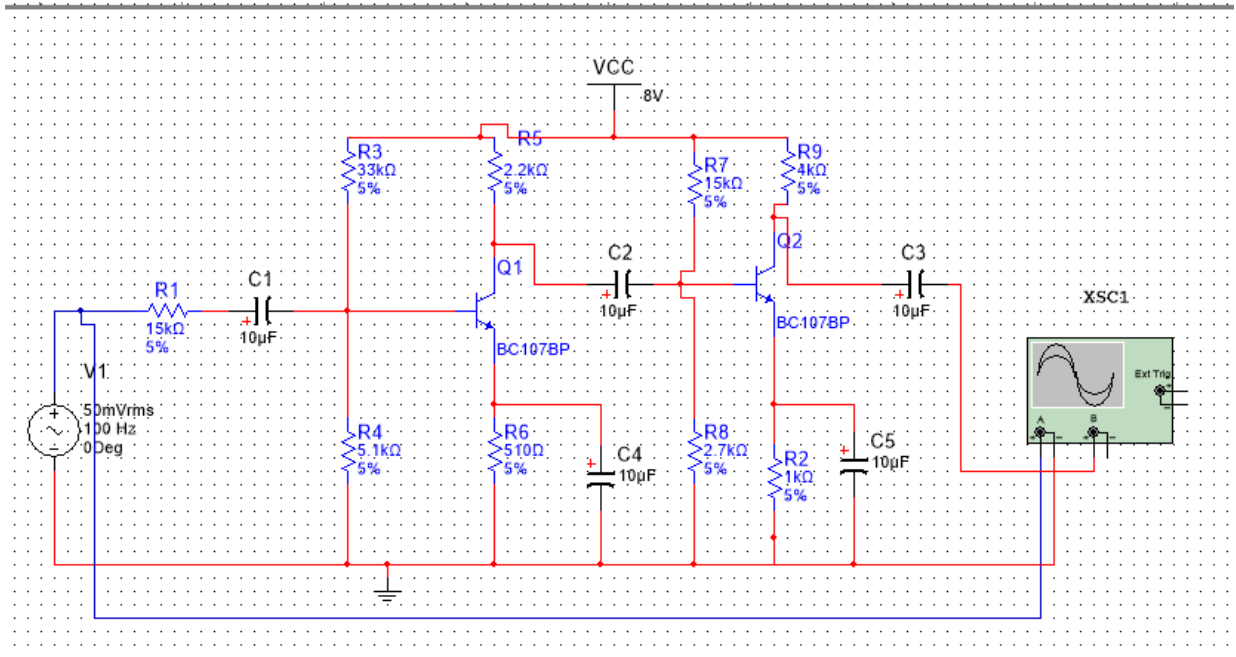 VCC
8V
R3
33kΩ
5%
R5
2.2kΩ
5%
R7
15kΩ
5%
R9
4kΩ
5%
Q1
BC107BP
C2
10µF
Q2
BC107BP
C3
10µF
XSC1
Ext Trig
A
B
R1
15kΩ
5%
C1
10µF
V1
50mVrms
100 Hz
0Deg
R4
5.1kΩ
5%
R6
510Ω
5%
C4
10µF
R8
2.7kΩ
5%
R2
1kΩ
5%
C5
10µF